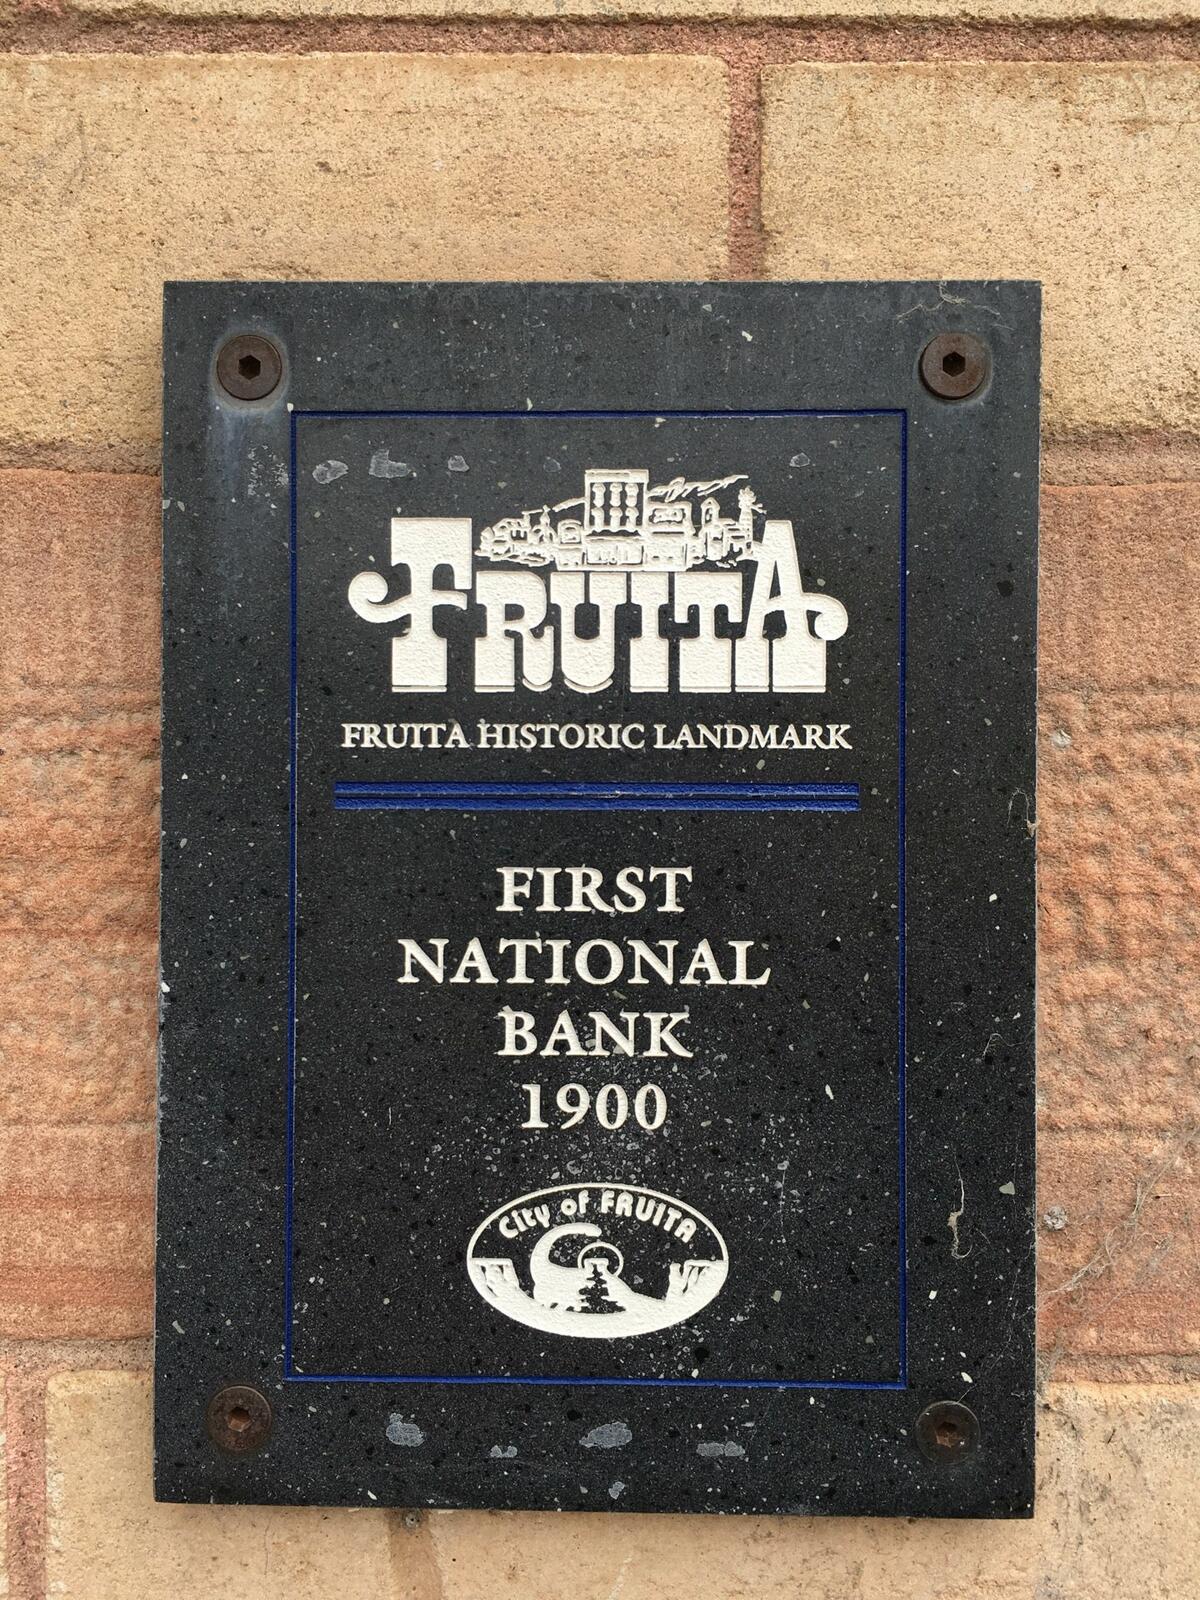 FRUITA
FRUITA HISTORIC LANDMARK
FIRST
NATIONAL
BANK
1900
City of FRUITA